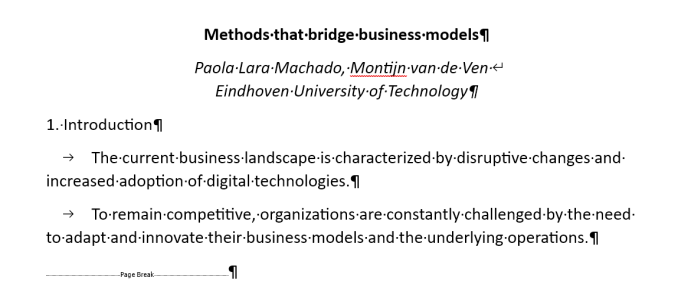 Methods·that·bridge·business·models¶
Paola·Lara·Machado,·Montijn·van·de·Ven·↵
Eindhoven·University·of·Technology¶
1.·Introduction¶
→ The·current·business·landscape·is·characterized·by·disruptive·changes·and·
increased·adoption·of·digital·technologies.¶
→ To·remain·competitive,·organizations·are·constantly·challenged·by·the·need·
to·adapt·and·innovate·their·business·models·and·the·underlying·operations.¶
Page Break¶